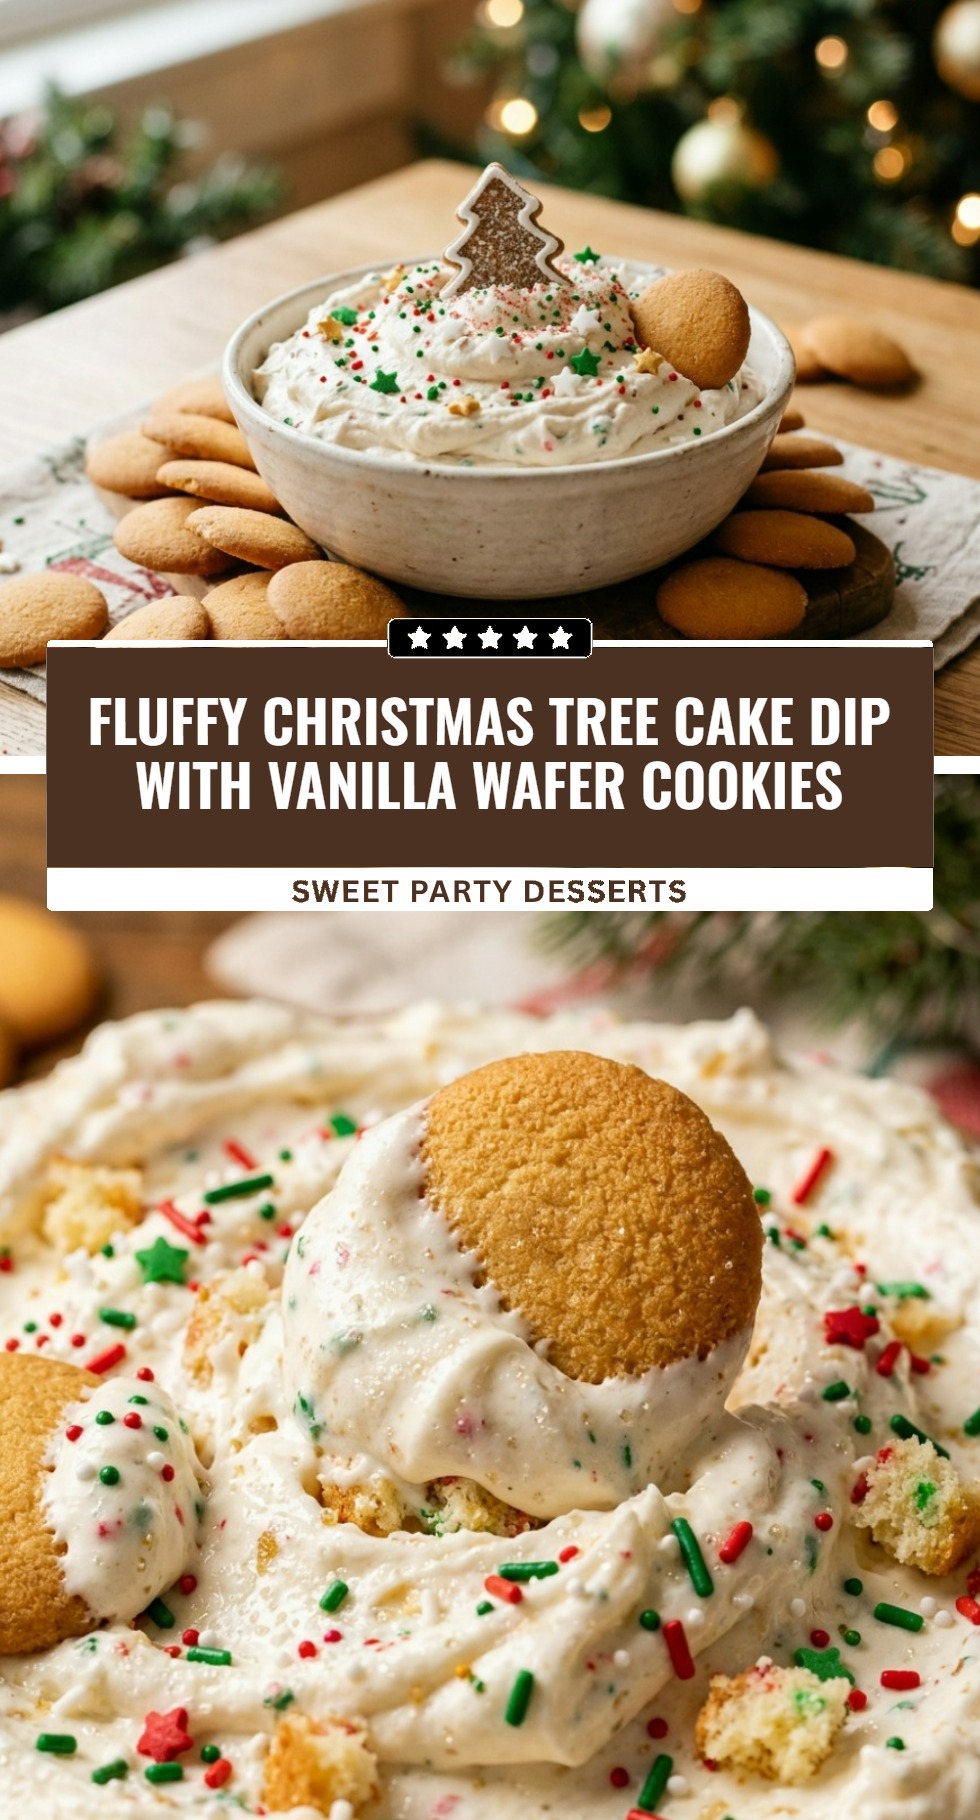 FLUFFY CHRISTMAS TREE CAKE DIP
WITH VANILLA WAFER COOKIES
SWEET PARTY DESSERTS